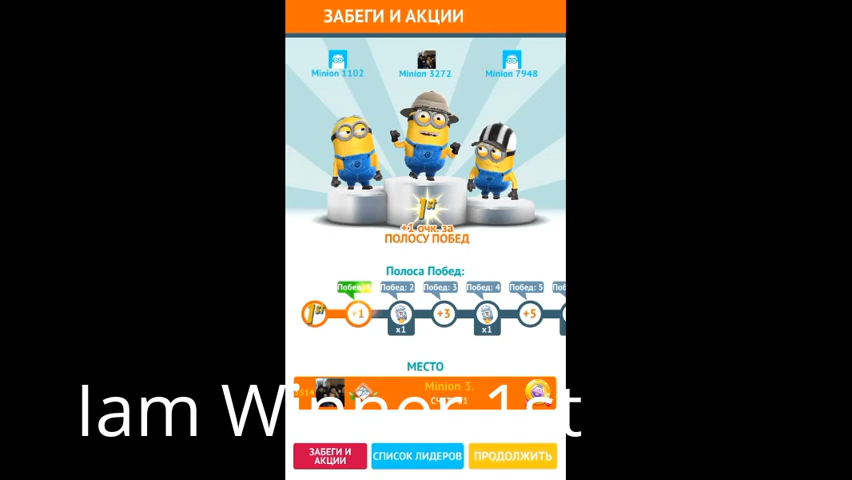 ЗАБЕГИ И АКЦИИ
Minion 1102
Minion 3272
Minion 7948
1st
+1 очк. за
ПОЛОСУ ПОБЕД
Полоса Побед:
Побед: 2
Побед: 3
Побед: 4
Побед: 5
1st
+1
x1
+3
x1
+5
МЕСТО
Minion 3.
Iam Winner 1st
ЗАБЕГИ И АКЦИИ
СПИСОК ЛИДЕРОВ
ПРОДОЛЖИТЬ